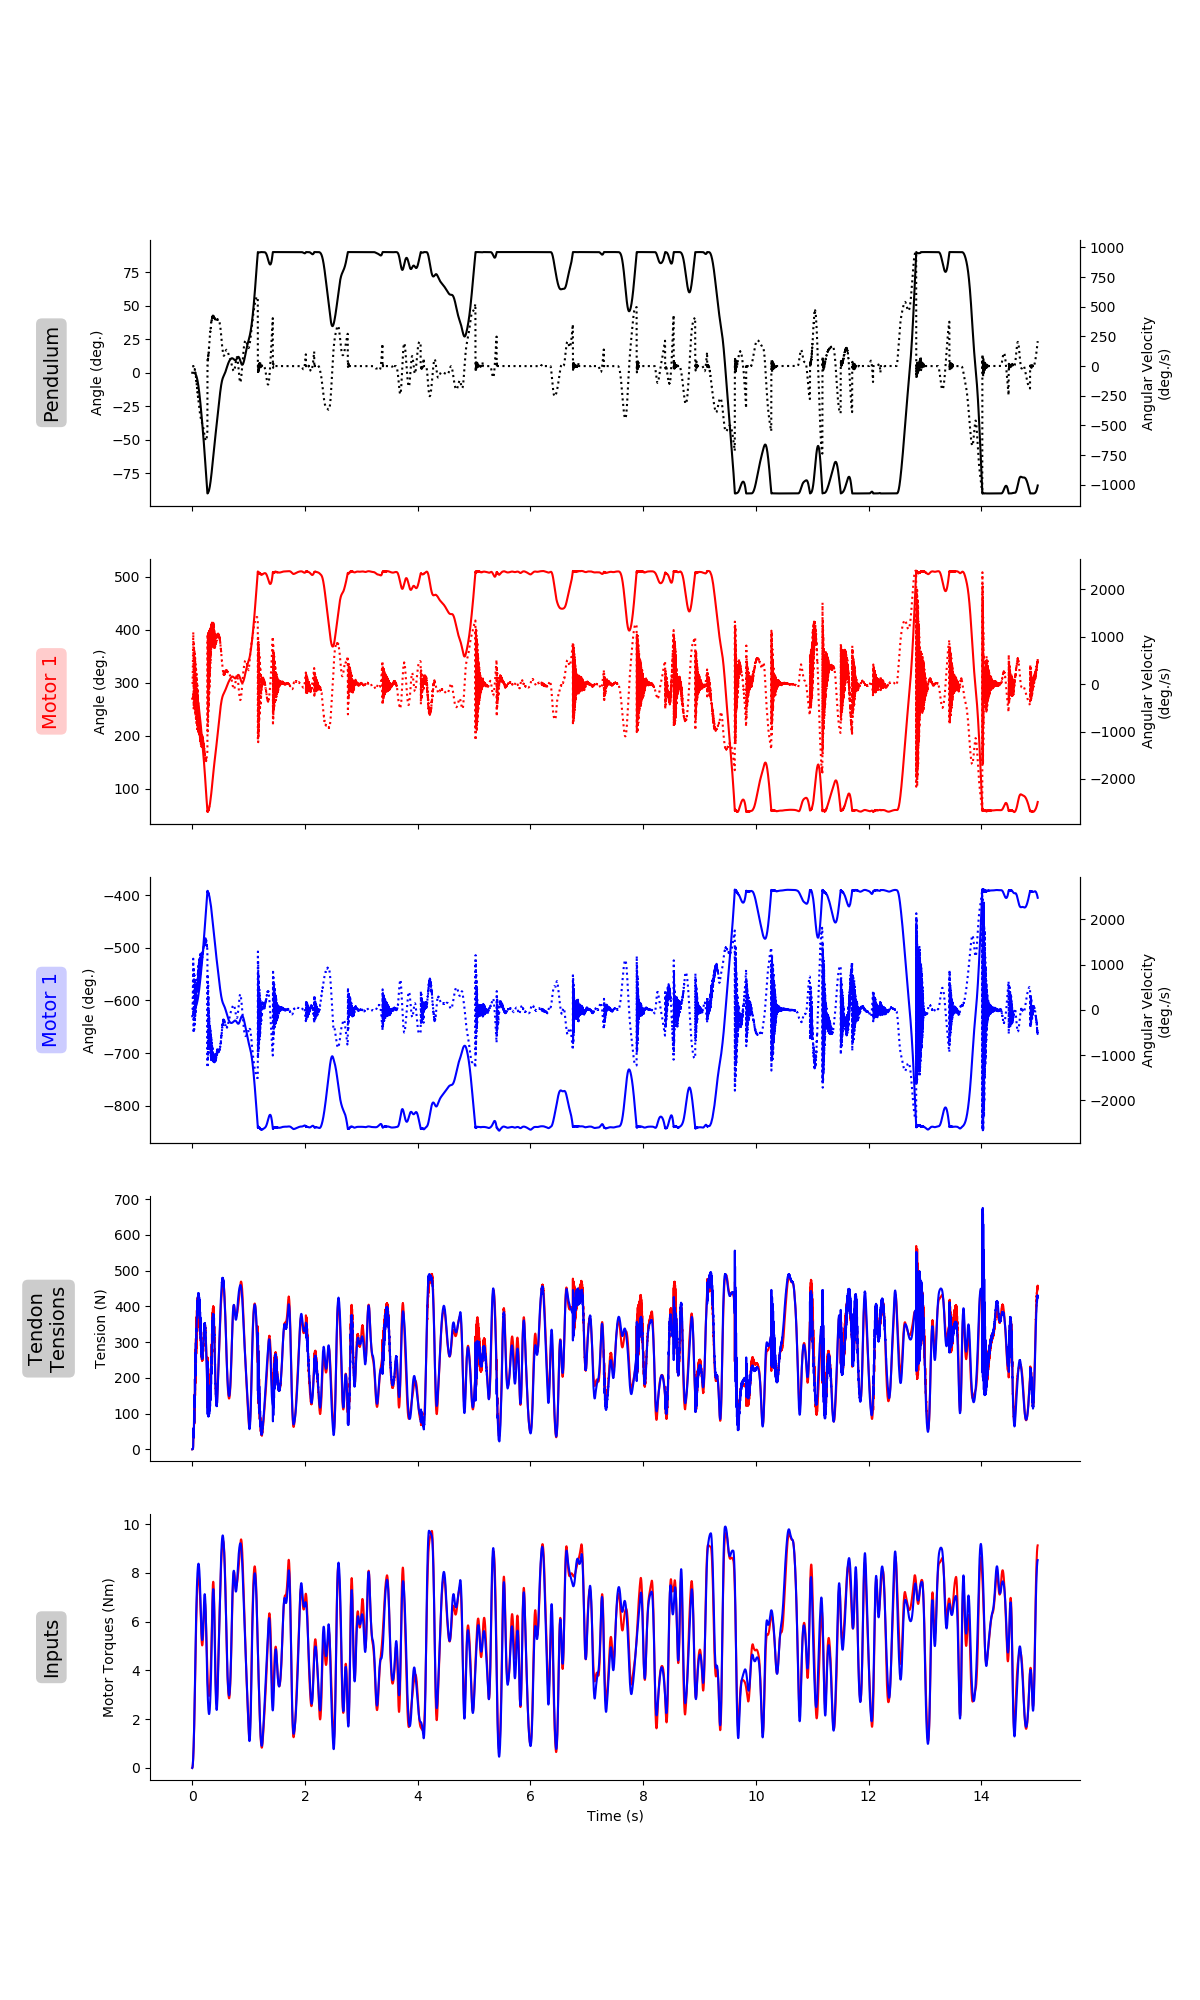 Pendulum
Angle (deg.)
75
50
25
0
−25
−50
−75
1000
750
500
250
0
−250
−500
−750
−1000
Angular Velocity
(deg./s)
Motor 1
Angle (deg.)
500
400
300
200
100
2000
1000
0
−1000
−2000
Angular Velocity
(deg./s)
Motor 1
Angle (deg.)
−400
−500
−600
−700
−800
2000
1000
0
−1000
−2000
Angular Velocity
(deg./s)
Tendon
Tensions
Tension (N)
700
600
500
400
300
200
100
0
Inputs
Motor Torques (Nm)
10
8
6
4
2
0
0 2 4 6 8 10 12 14
Time (s)